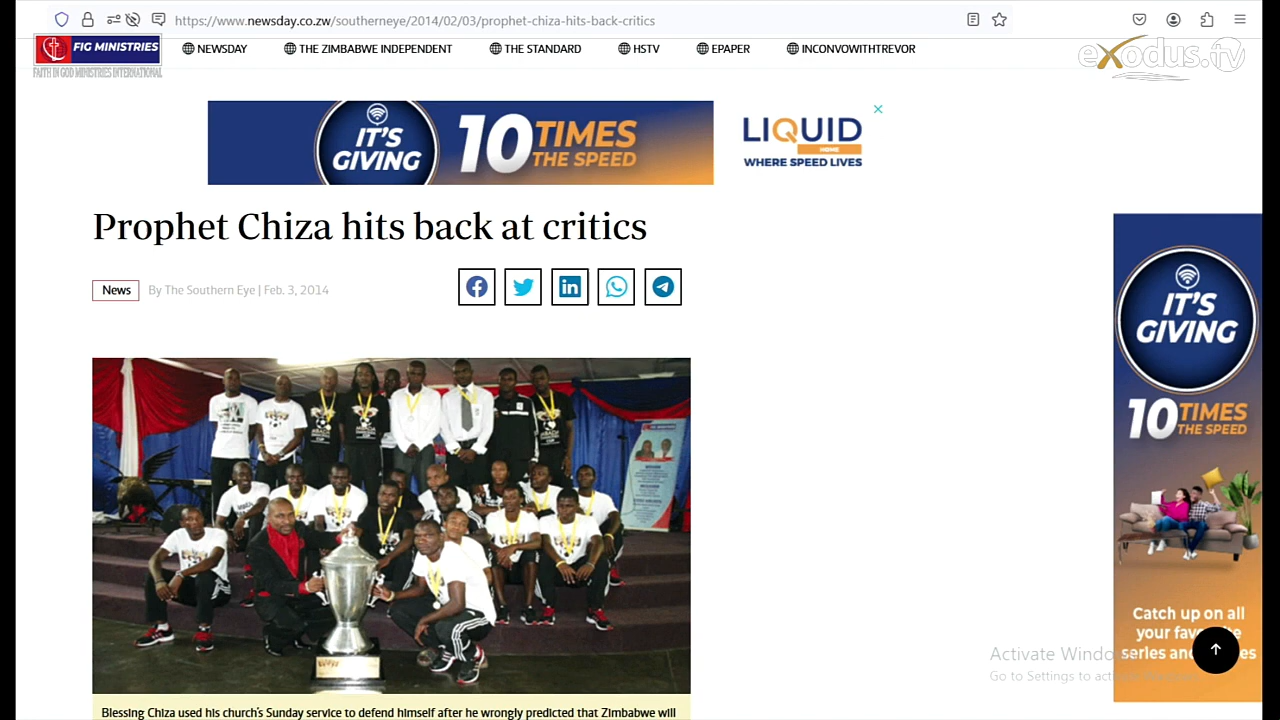 https://www.newsday.co.zw/southerneye/2014/02/03/prophet-chiza-hits-back-critics
FIG MINISTRIES
FAITH IN GOD MINISTRIES INTERNATIONAL
NEWSDAY
THE ZIMBABWE INDEPENDENT
THE STANDARD
HSTV
EPAPER
INCONVOWITHTREVOR
exodus.tv
IT'S
GIVING
10 TIMES
THE SPEED
LIQUID
HOME
WHERE SPEED LIVES
Prophet Chiza hits back at critics
News
By The Southern Eye | Feb. 3, 2014
IT'S
GIVING
10 TIMES
THE SPEED
Catch up on all
your
series
Activate Windo
Go to Settings to
Blessing Chiza used his church's Sunday service to defend himself after he wrongly predicted that Zimbabwe will